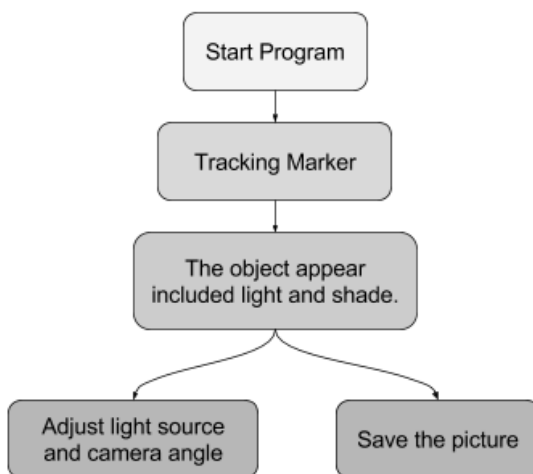 Start Program
Tracking Marker
The object appear
included light and shade.
Adjust light source
and camera angle
Save the picture